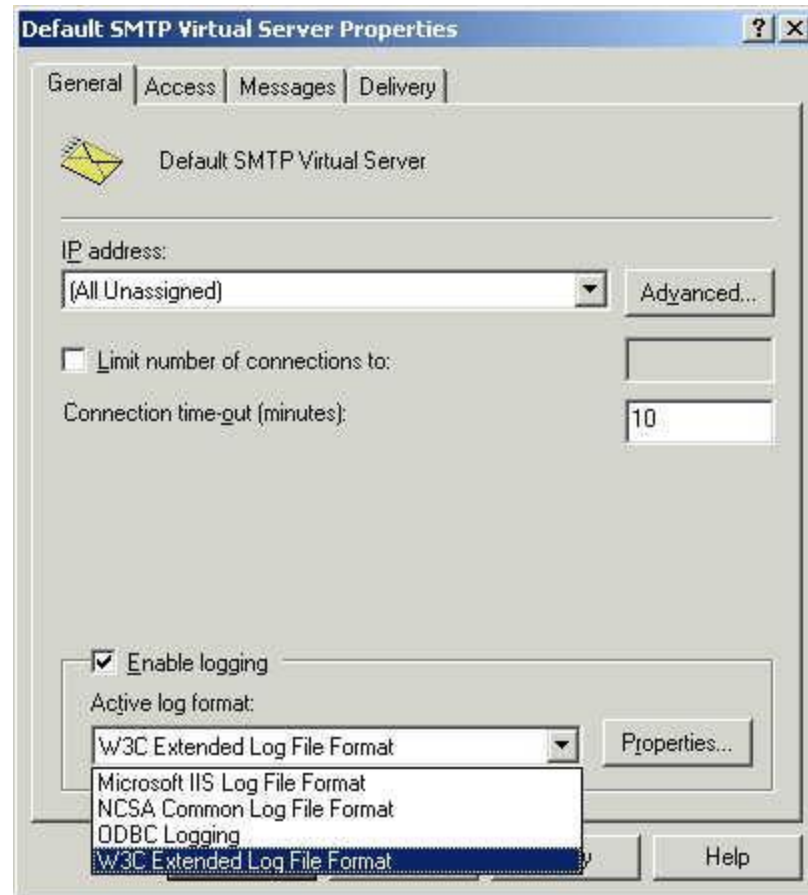 Default SMTP Virtual Server Properties
General Access Messages Delivery
Default SMTP Virtual Server
IP address:
(All Unassigned)
Advanced...
Limit number of connections to:
Connection time-out (minutes):
10
Enable logging
Active log format:
W3C Extended Log File Format
Properties...
Microsoft IIS Log File Format
NCSA Common Log File Format
ODBC Logging
W3C Extended Log File Format
Help